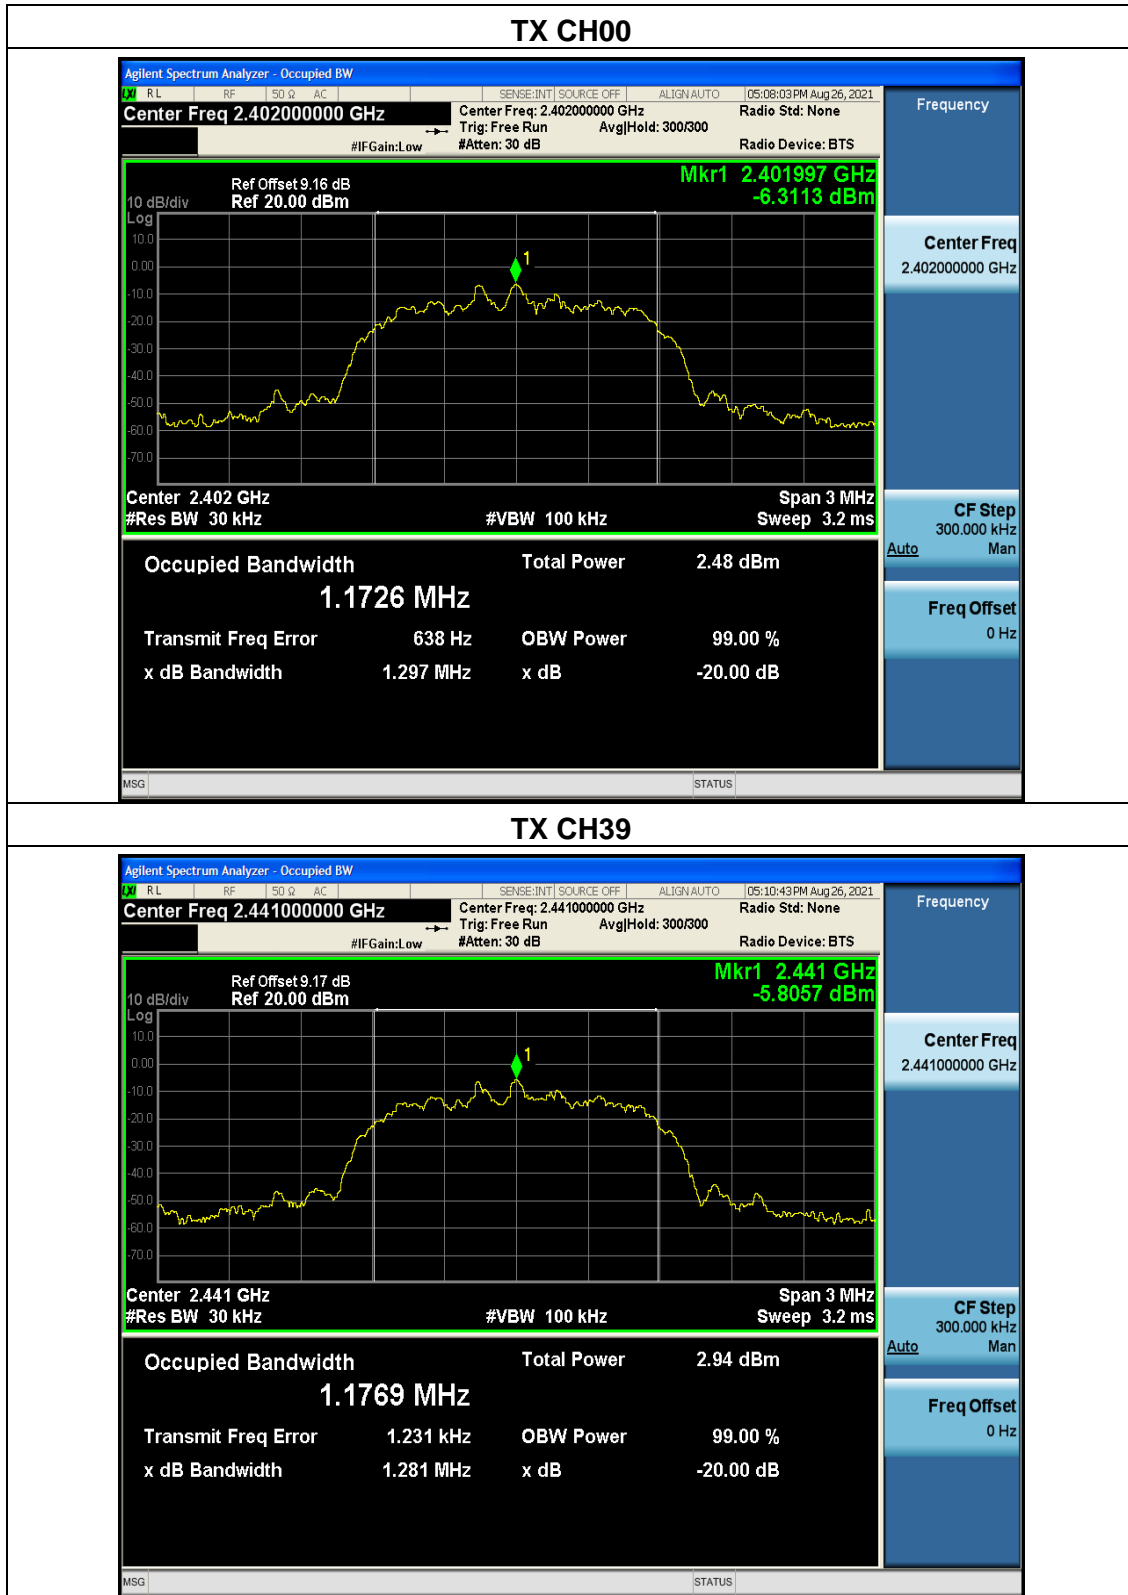 TX CH00
Agilent Spectrum Analyzer - Occupied BW
LXI RL RF 50 Ω AC SENSE:INT SOURCE OFF ALIGN AUTO 05:08:03 PM Aug 26, 2021
Center Freq 2.402000000 GHz Center Freq: 2.402000000 GHz Radio Std: None Frequency
Trig: Free Run Avg|Hold: 300/300
#IFGain:Low #Atten: 30 dB Radio Device: BTS
Mkr1 2.401997 GHz
Ref Offset 9.16 dB -6.3113 dBm
10 dB/div Ref 20.00 dBm
Log
10.0
0.00
-10.0
-20.0
-30.0
-40.0
-50.0
-60.0
-70.0
1
Center Freq
2.402000000 GHz
Center 2.402 GHz Span 3 MHz
#Res BW 30 kHz #VBW 100 kHz Sweep 3.2 ms
CF Step
300.000 kHz
Auto Man
Occupied Bandwidth Total Power 2.48 dBm
1.1726 MHz
Transmit Freq Error 638 Hz OBW Power 99.00 %
x dB Bandwidth 1.297 MHz x dB -20.00 dB
Freq Offset
0 Hz
MSG STATUS
TX CH39
Agilent Spectrum Analyzer - Occupied BW
LXI RL RF 50 Ω AC SENSE:INT SOURCE OFF ALIGN AUTO 05:10:43 PM Aug 26, 2021
Center Freq 2.441000000 GHz Center Freq: 2.441000000 GHz Radio Std: None Frequency
Trig: Free Run Avg|Hold: 300/300
#IFGain:Low #Atten: 30 dB Radio Device: BTS
Mkr1 2.441 GHz
Ref Offset 9.17 dB -5.8057 dBm
10 dB/div Ref 20.00 dBm
Log
10.0
0.00
-10.0
-20.0
-30.0
-40.0
-50.0
-60.0
-70.0
1
Center Freq
2.441000000 GHz
Center 2.441 GHz Span 3 MHz
#Res BW 30 kHz #VBW 100 kHz Sweep 3.2 ms
CF Step
300.000 kHz
Auto Man
Occupied Bandwidth Total Power 2.94 dBm
1.1769 MHz
Transmit Freq Error 1.231 kHz OBW Power 99.00 %
x dB Bandwidth 1.281 MHz x dB -20.00 dB
Freq Offset
0 Hz
MSG STATUS